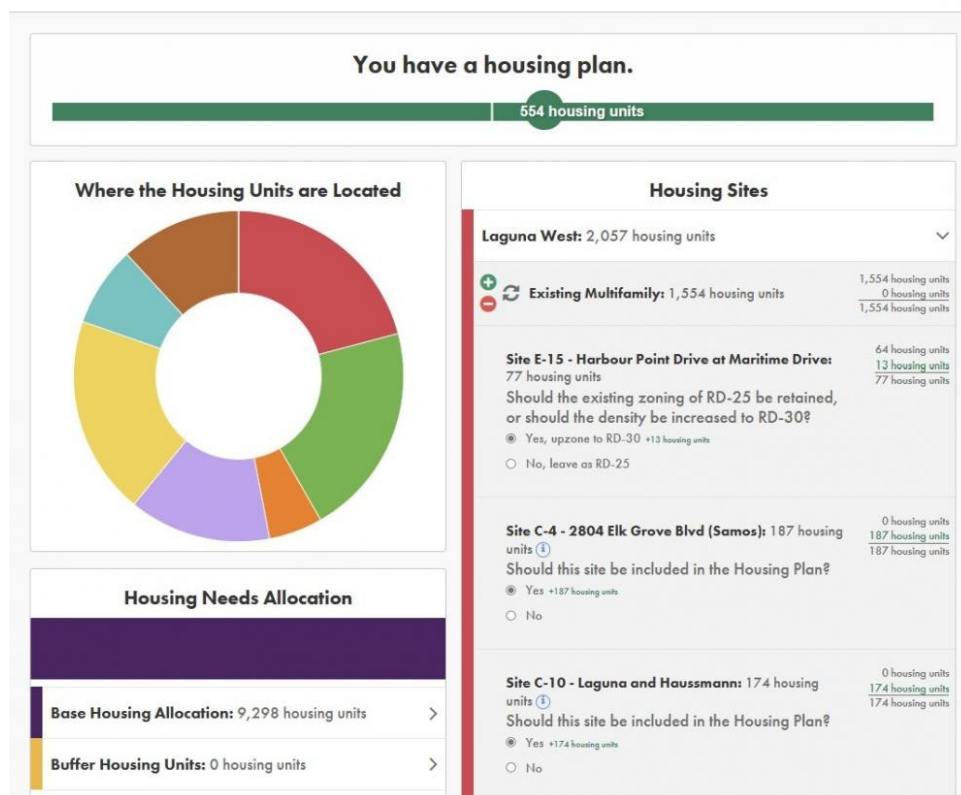 You have a housing plan.
554 housing units
Where the Housing Units are Located
Housing Needs Allocation
Base Housing Allocation: 9,298 housing units
Buffer Housing Units: 0 housing units
Housing Sites
Laguna West: 2,057 housing units
Existing Multifamily: 1,554 housing units
1,554 housing units
0 housing units
1,554 housing units
Site E-15 - Harbour Point Drive at Maritime Drive:
77 housing units
64 housing units
13 housing units
77 housing units
Should the existing zoning of RD-25 be retained,
or should the density be increased to RD-30?
Yes, upzone to RD-30 +13 housing units
No, leave as RD-25
Site C-4 - 2804 Elk Grove Blvd (Samos): 187 housing
units
0 housing units
187 housing units
187 housing units
Should this site be included in the Housing Plan?
Yes +187 housing units
No
Site C-10 - Laguna and Haussmann: 174 housing
units
0 housing units
174 housing units
174 housing units
Should this site be included in the Housing Plan?
Yes +174 housing units
No